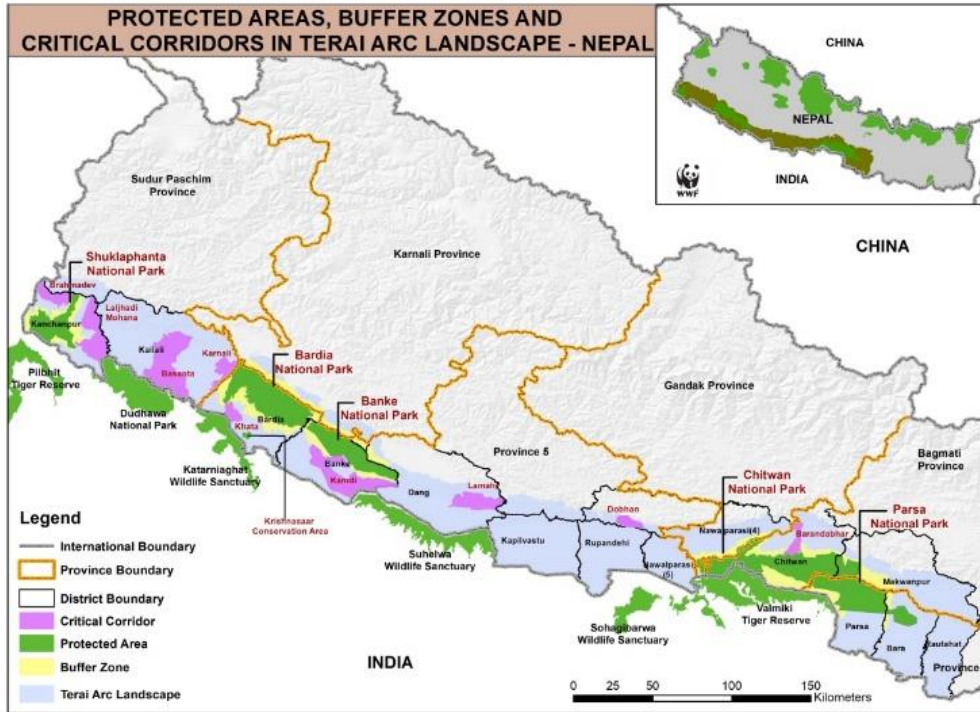 PROTECTED AREAS, BUFFER ZONES AND
CRITICAL CORRIDORS IN TERAI ARC LANDSCAPE - NEPAL
CHINA
NEPAL
INDIA
WWF
Sudur Paschim
Province
Karnali Province
CHINA
Shuklaphanta
National Park
Brahmadev
Laljhadi
Mohana
Kanchanpur
Kailali
Karnali
Basanta
Bardia
National Park
Pilibhit
Tiger Reserve
Gandak Province
Dudhawa
National Park
Banke
National Park
Bardia
Khata
Katarniaghat
Wildlife Sanctuary
Province 5
Bagmati
Province
Banke
Kamdi
Chitwan
National Park
Dang
Lamahi
Parsa
National Park
Krishnasaar
Conservation Area
Dobhan
Nawalparasi(4)
Barandabhar
Kapilvastu
Rupandehi
Nawalparasi
(5)
Chitwan
Makwanpur
Suhelwa
Wildlife Sanctuary
Valmiki
Tiger Reserve
Sohagibarwa
Wildlife Sanctuary
Parsa
Bara
Rautahat
Province
INDIA
Legend
International Boundary
Province Boundary
District Boundary
Critical Corridor
Protected Area
Buffer Zone
Terai Arc Landscape
0 25 50 100 150
Kilometers